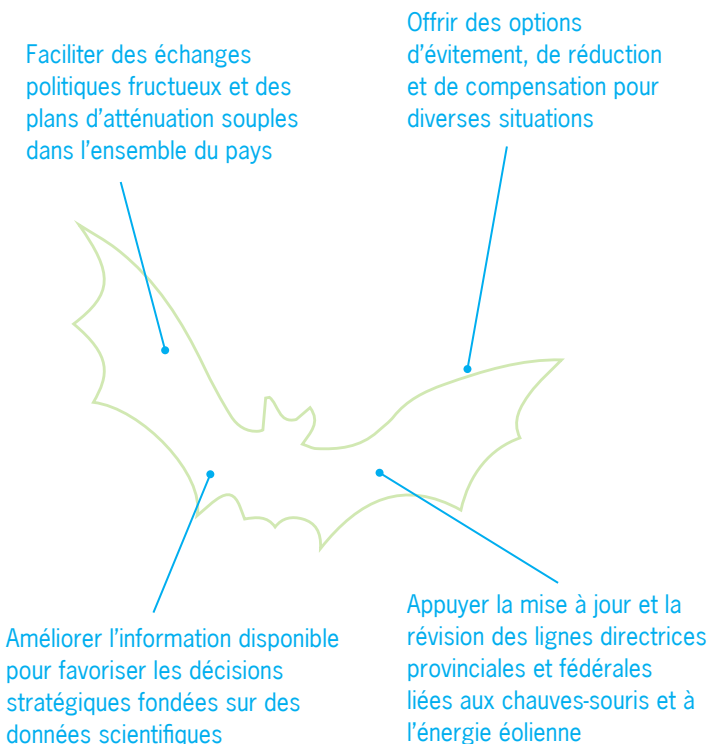 Faciliter des échanges
politiques fructueux et des
plans d'atténuation souples
dans l'ensemble du pays
Offrir des options
d'évitement, de réduction
et de compensation pour
diverses situations
Améliorer l'information disponible
pour favoriser les décisions
stratégiques fondées sur des
données scientifiques
Appuyer la mise à jour et la
révision des lignes directrices
provinciales et fédérales
liées aux chauves-souris et à
l'énergie éolienne